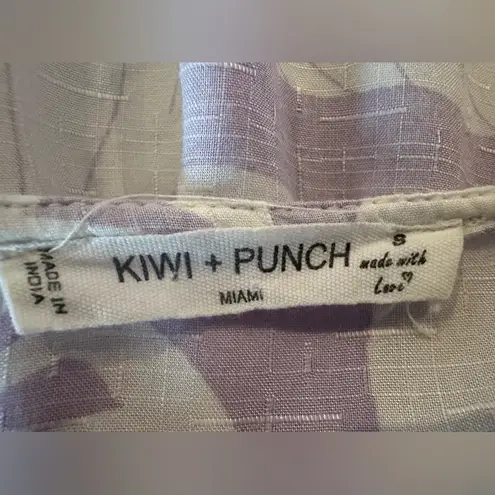 MADE IN
INDIA
KIWI + PUNCH
MIAMI
S
made with
Love♡